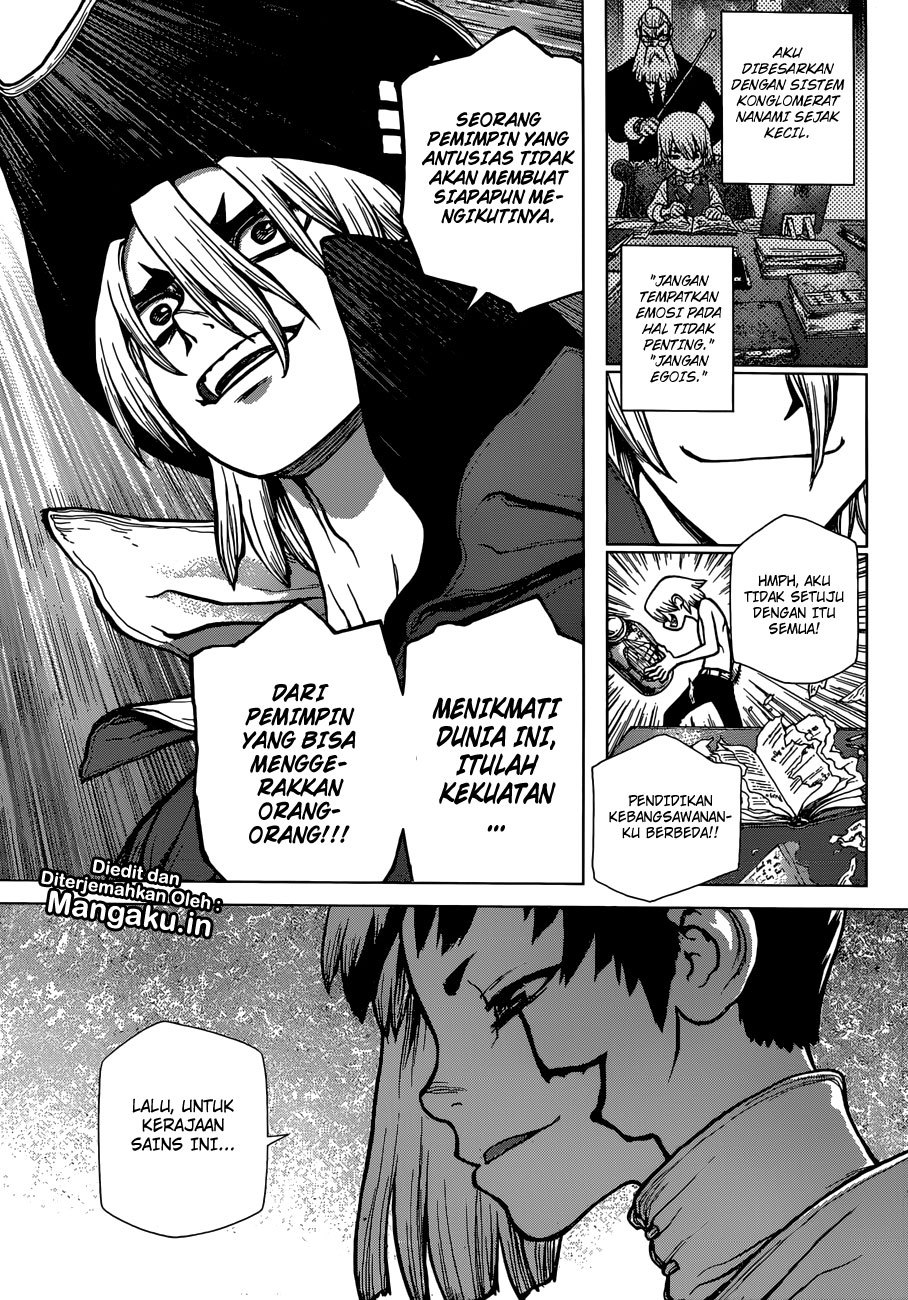 AKU
DIBESARKAN
DENGAN SISTEM
KONGLOMERAT
NANAMI SEJAK
KECIL.
"JANGAN
TEMPATKAN
EMOSI PADA
HAL TIDAK
PENTING."
"JANGAN
EGOIS."
HMPH, AKU
TIDAK SETUJU
DENGAN ITU
SEMUA!
PENDIDIKAN
KEBANGSAWANAN-
KU BERBEDA!!
SEORANG
PEMIMPIN YANG
ANTUSIAS TIDAK
AKAN MEMBUAT
SIAPAPUN ME-
NGIKUTINYA.
MENIKMATI
DUNIA INI,
ITULAH
KEKUATAN
...
DARI
PEMIMPIN
YANG BISA
MENGGE-
RAKKAN
ORANG-
ORANG!!!
Diedit dan
Diterjemahkan Oleh :
Mangaku.in
LALU, UNTUK
KERAJAAN
SAINS INI...